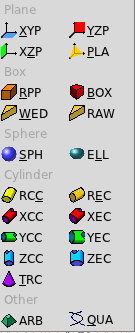 Plane
XYP YZP
XZP PLA
Box
RPP BOX
WED RAW
Sphere
SPH ELL
Cylinder
RCC REC
XCC XEC
YCC YEC
ZCC ZEC
TRC
Other
ARB QUA